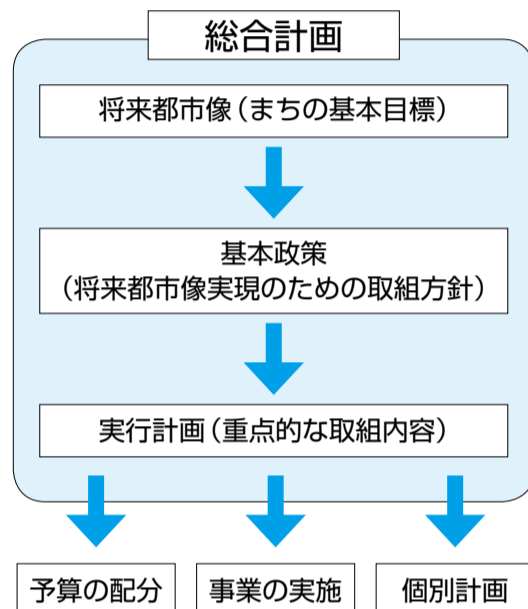 総合計画
将来都市像（まちの基本目標）
基本政策
（将来都市像実現のための取組方針）
実行計画（重点的な取組内容）
予算の配分
事業の実施
個別計画